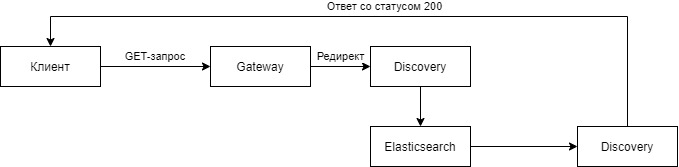 Ответ со статусом 200
Клиент
GET-запрос
Gateway
Редирект
Discovery
Elasticsearch
Discovery